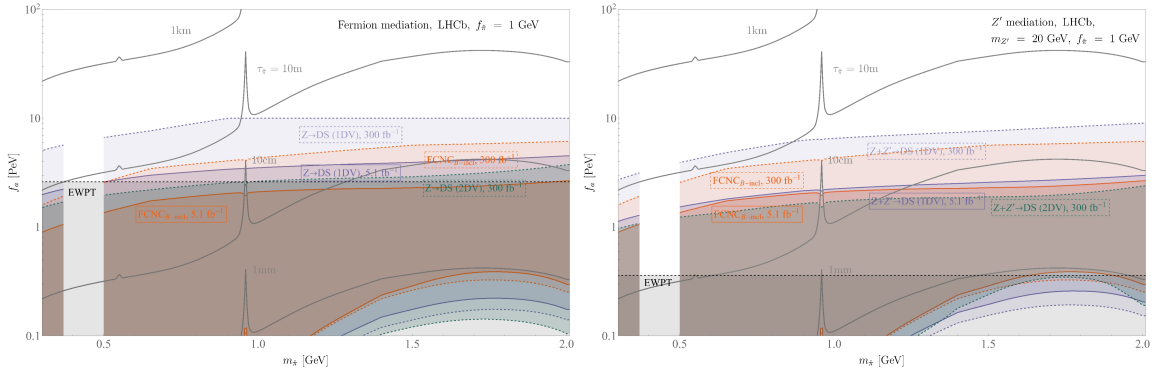 Fermion mediation, LHCb, f_π̂ = 1 GeV
10²
10
1
0.1
f_a [PeV]
1km
τ_π̂ = 10m
Z→DS (1DV), 300 fb⁻¹
10cm
FCNC_B-incl, 300 fb⁻¹
Z→DS (1DV), 5.1 fb⁻¹
Z→DS (2DV), 300 fb⁻¹
EWPT
FCNC_B-incl, 5.1 fb⁻¹
1mm
0.5
1.0
1.5
2.0
m_π̂ [GeV]
Z′ mediation, LHCb,
m_Z′ = 20 GeV, f_π̂ = 1 GeV
10²
10
1
0.1
f_a [PeV]
1km
τ_π̂ = 10m
Z+Z′→DS (1DV), 300 fb⁻¹
10cm
FCNC_B-incl, 300 fb⁻¹
Z+Z′→DS (1DV), 5.1 fb⁻¹
FCNC_B-incl, 5.1 fb⁻¹
Z+Z′→DS (2DV), 300 fb⁻¹
1mm
EWPT
0.5
1.0
1.5
2.0
m_π̂ [GeV]